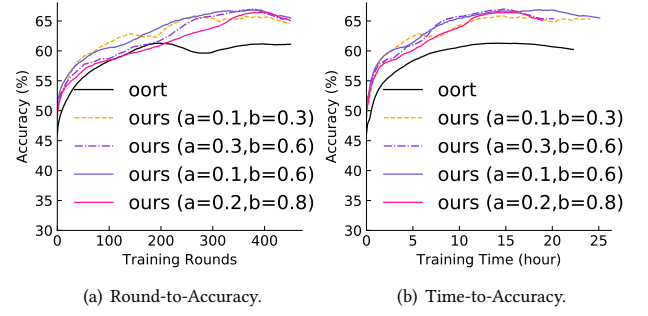 65
60
55
50
45
40
35
30
Accuracy (%)
oort
ours (a=0.1,b=0.3)
ours (a=0.3,b=0.6)
ours (a=0.1,b=0.6)
ours (a=0.2,b=0.8)
0 100 200 300 400
Training Rounds
(a) Round-to-Accuracy.
65
60
55
50
45
40
35
30
Accuracy (%)
oort
ours (a=0.1,b=0.3)
ours (a=0.3,b=0.6)
ours (a=0.1,b=0.6)
ours (a=0.2,b=0.8)
0 5 10 15 20 25
Training Time (hour)
(b) Time-to-Accuracy.